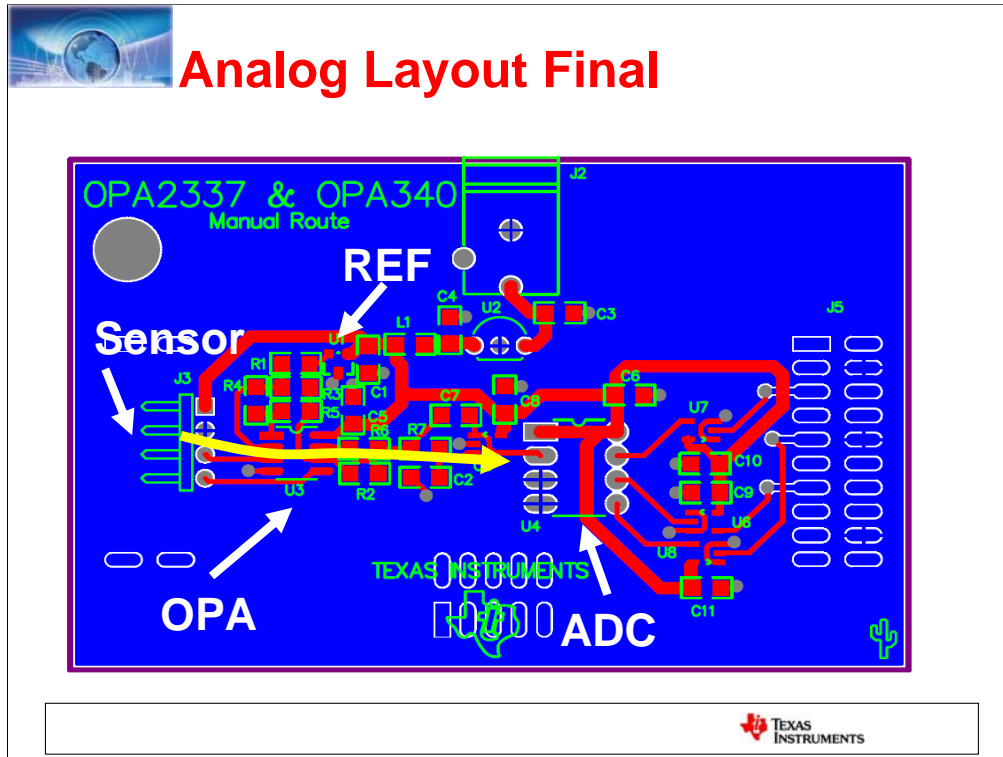 Analog Layout Final
OPA2337 & OPA340
Manual Route
J2
REF
C4
U2
C3
J5
Sensor
L1
U1
R1
J3
R4
R3
C1
C6
R5
C5
C7
C8
U7
R6
R7
C10
R2
C2
C9
U3
U4
U6
U8
TEXAS INSTRUMENTS
OPA
ADC
C11
TEXAS
INSTRUMENTS